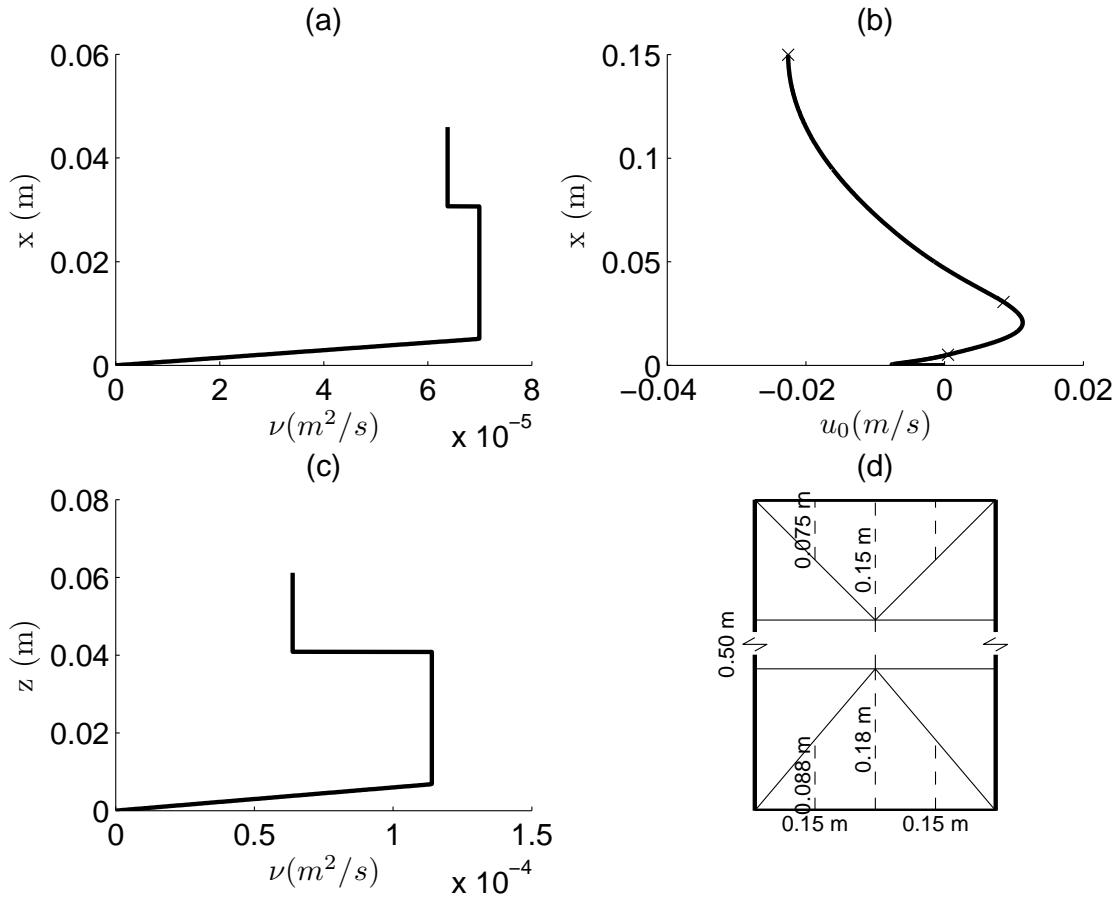 (a)
0.06
0.04
0.02
0
x (m)
0 2 4 6 8
ν(m²/s)
x 10⁻⁵
(b)
0.15
0.1
0.05
0
x (m)
−0.04 −0.02 0 0.02
u₀(m/s)
(c)
0.08
0.06
0.04
0.02
0
z (m)
0 0.5 1 1.5
ν(m²/s)
x 10⁻⁴
(d)
0.075 m
0.15 m
0.50 m
0.18 m
0.088 m
0.15 m 0.15 m